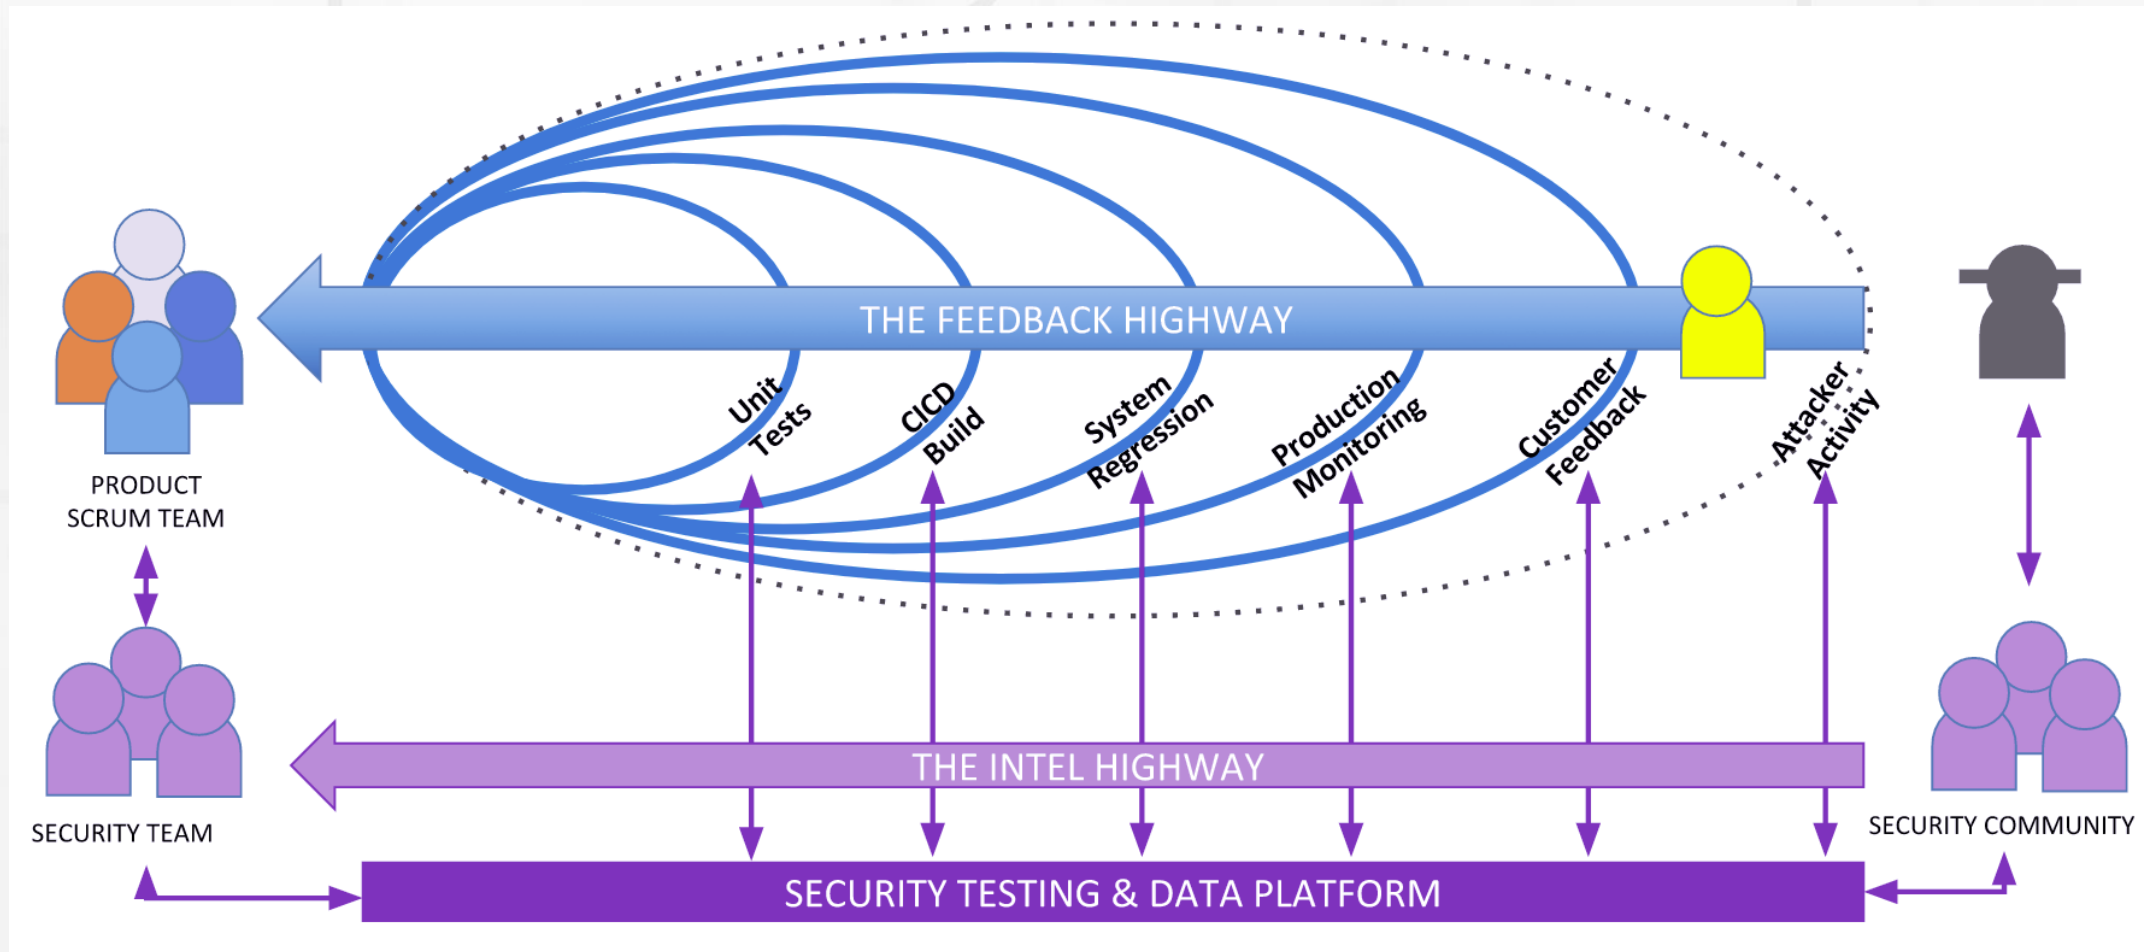 THE FEEDBACK HIGHWAY
Unit
Tests
CICD
Build
System
Regression
Production
Monitoring
Customer
Feedback
Attacker
Activity
PRODUCT
SCRUM TEAM
THE INTEL HIGHWAY
SECURITY TEAM
SECURITY COMMUNITY
SECURITY TESTING & DATA PLATFORM